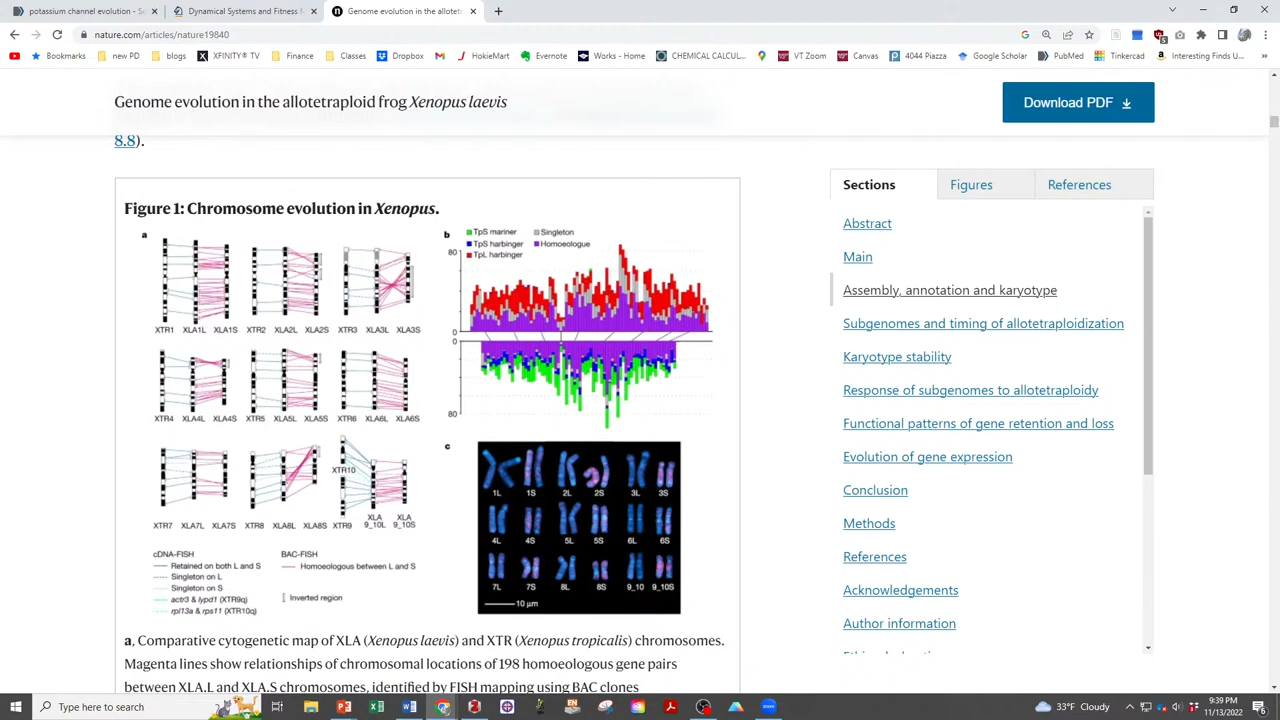 potassium channel evolution - Se
Dynamics and Selection and Fitness M
Genome evolution in the allotetra
nature.com/articles/nature19840
Bookmarks new PD blogs XFINITY® TV Finance Classes Dropbox HokieMart Evernote Works - Home CHEMICAL CALCUL... VT Zoom Canvas 4044 Piazza Google Scholar PubMed Tinkercad Interesting Finds U... »
Genome evolution in the allotetraploid frog Xenopus laevis
Download PDF
8.8).
Sections Figures References
Abstract
Main
Assembly, annotation and karyotype
Subgenomes and timing of allotetraploidization
Karyotype stability
Response of subgenomes to allotetraploidy
Functional patterns of gene retention and loss
Evolution of gene expression
Conclusion
Methods
References
Acknowledgements
Author information
Figure 1: Chromosome evolution in Xenopus.
a
XTR1 XLA1L XLA1S XTR2 XLA2L XLA2S XTR3 XLA3L XLA3S
XTR4 XLA4L XLA4S XTR5 XLA5L XLA5S XTR6 XLA6L XLA6S
XTR10
XTR7 XLA7L XLA7S XTR8 XLA8L XLA8S XTR9 XLA 9_10L XLA 9_10S
cDNA-FISH
Retained on both L and S
Singleton on L
Singleton on S
actr3 & lypd1 (XTR9q)
rpl13a & rps11 (XTR10q)
BAC-FISH
Homoeologous between L and S
Inverted region
b
TpS mariner Singleton
TpS harbinger Homoeologue
TpL harbinger
80
0
0
80
c
1L 1S 2L 2S 3L 3S
4L 4S 5L 5S 6L 6S
7L 7S 8L 8S 9_10 9_10S
10 μm
a, Comparative cytogenetic map of XLA (Xenopus laevis) and XTR (Xenopus tropicalis) chromosomes.
Magenta lines show relationships of chromosomal locations of 198 homoeologous gene pairs
between XLA.L and XLA.S chromosomes, identified by FISH mapping using BAC clones
Type here to search
33°F Cloudy
9:39 PM
11/13/2022